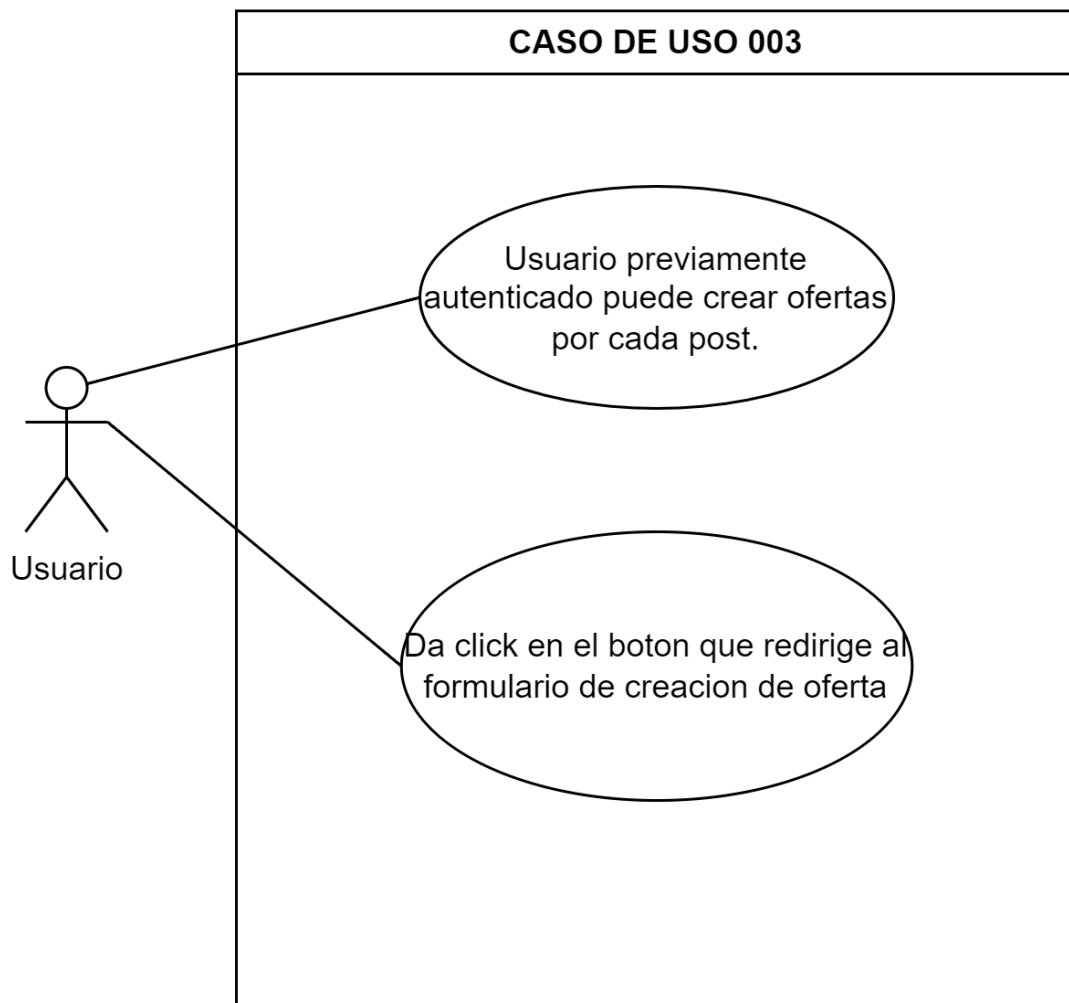 CASO DE USO 003
Usuario previamente
autenticado puede crear ofertas
por cada post.
Usuario
Da click en el boton que redirige al
formulario de creacion de oferta